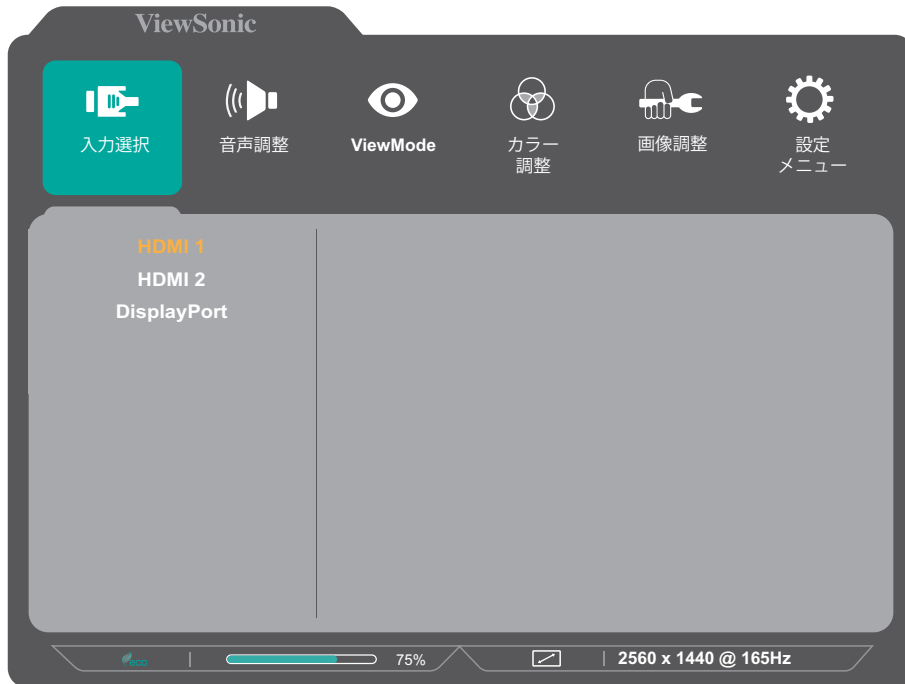 ViewSonic
入力選択
音声調整
ViewMode
カラー
調整
画像調整
設定
メニュー
HDMI 1
HDMI 2
DisplayPort
eco
75%
2560 x 1440 @ 165Hz